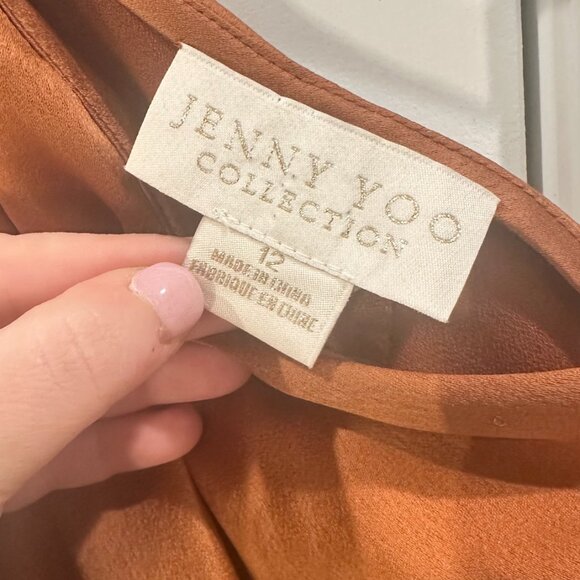 JENNY YOO
COLLECTION
12
MADE IN CHINA
FABRIQUE EN CHINE